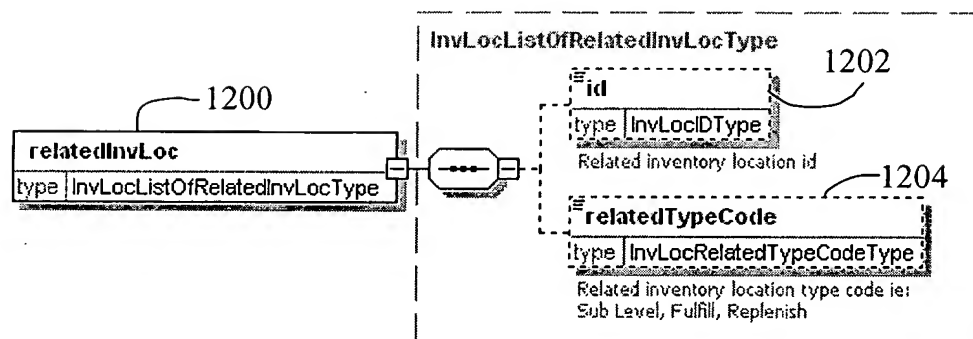 InvLocListOfRelatedInvLocType
1202
id
type InvLocIDType
Related inventory location id
1200
relatedInvLoc
type InvLocListOfRelatedInvLocType
1204
relatedTypeCode
type InvLocRelatedTypeCodeType
Related inventory location type code ie:
Sub Level, Fulfill, Replenish